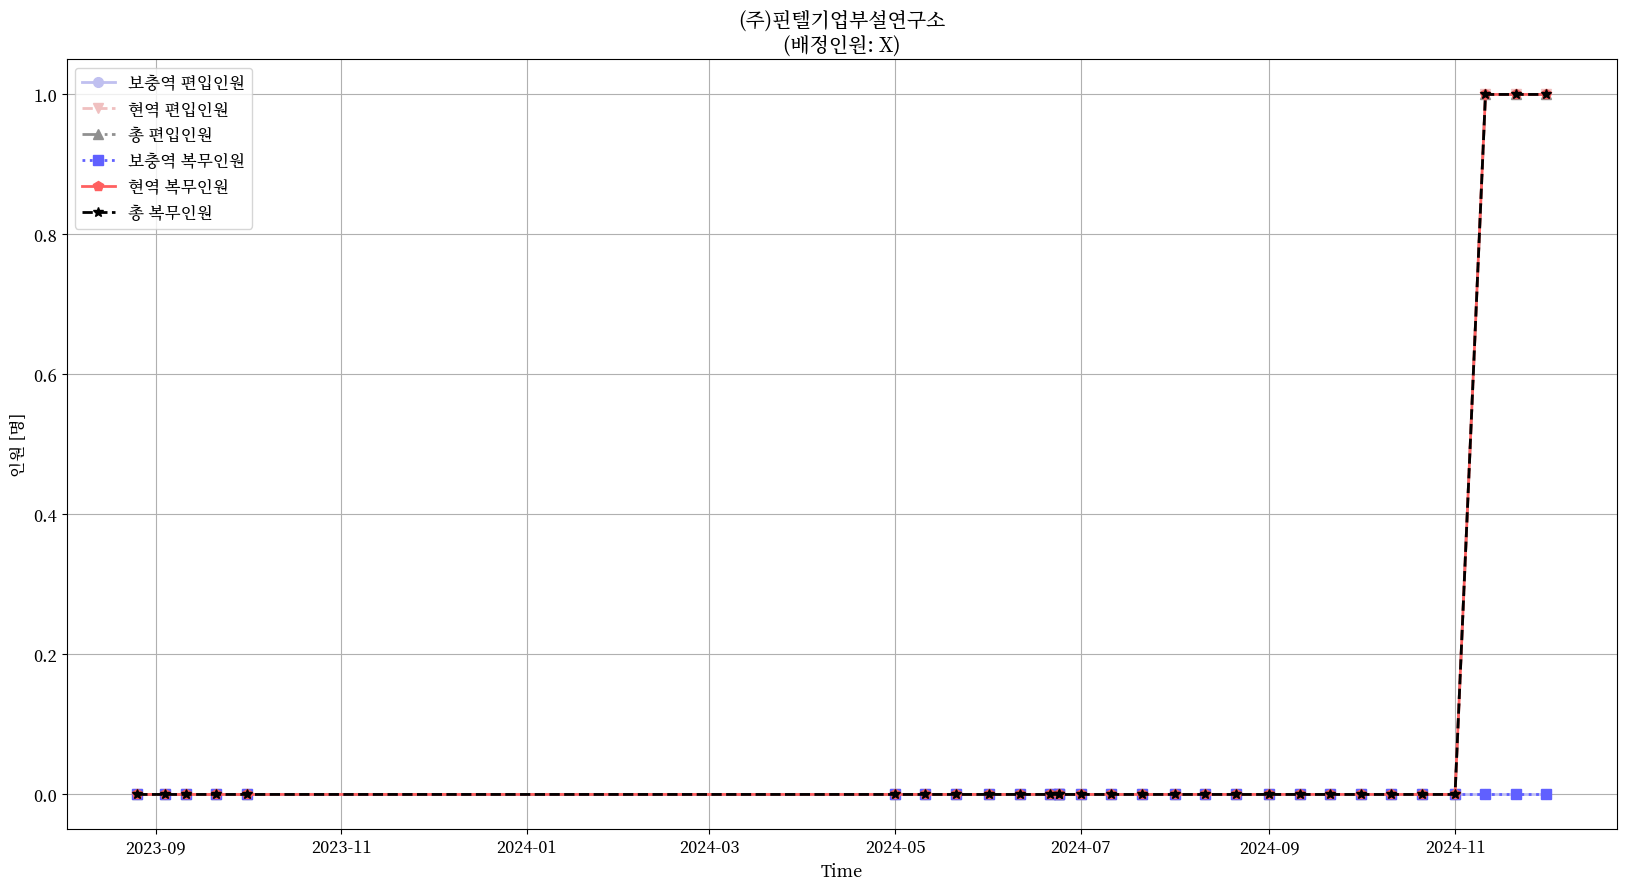 (주)핀텔기업부설연구소
(배정인원: X)
보충역 편입인원
현역 편입인원
총 편입인원
보충역 복무인원
현역 복무인원
총 복무인원
인원 [명]
1.0
0.8
0.6
0.4
0.2
0.0
2023-09
2023-11
2024-01
2024-03
2024-05
2024-07
2024-09
2024-11
Time